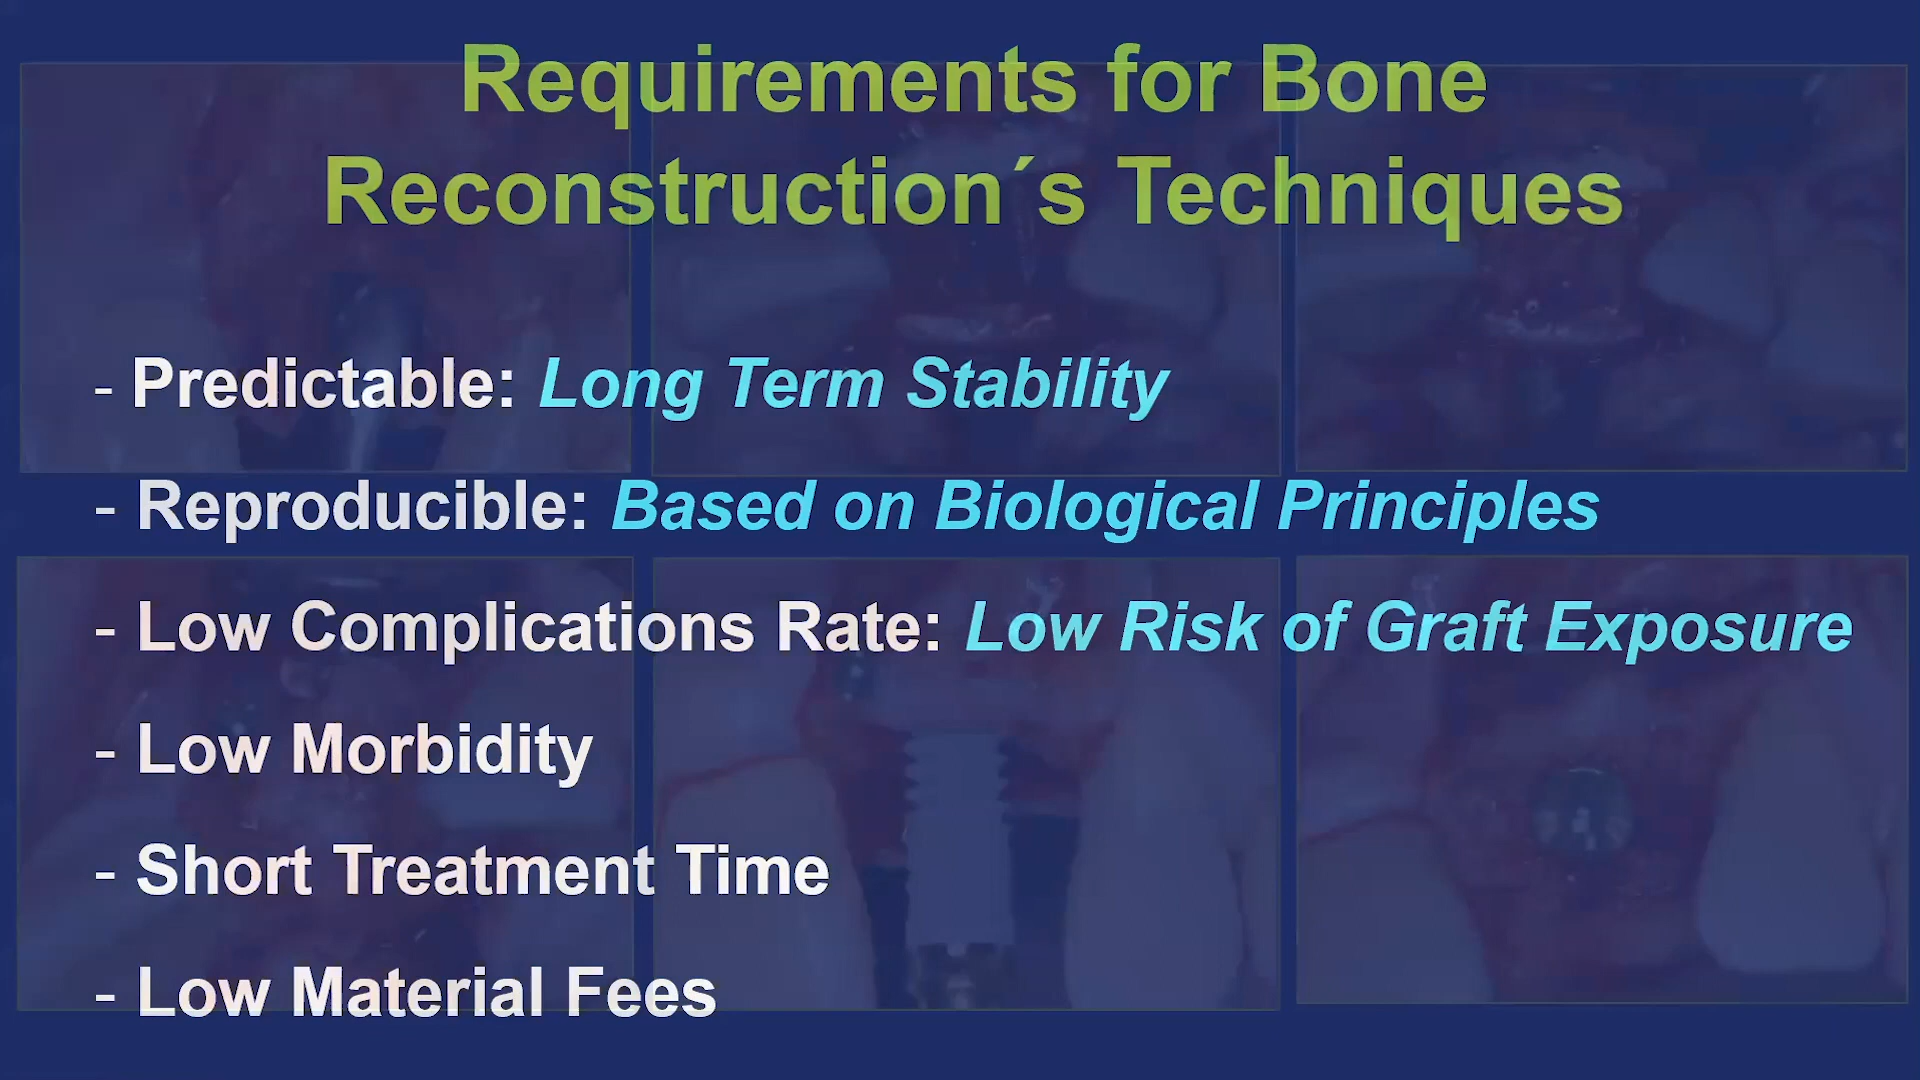 Requirements for Bone
Reconstruction´s Techniques
- Predictable: Long Term Stability
- Reproducible: Based on Biological Principles
- Low Complications Rate: Low Risk of Graft Exposure
- Low Morbidity
- Short Treatment Time
- Low Material Fees